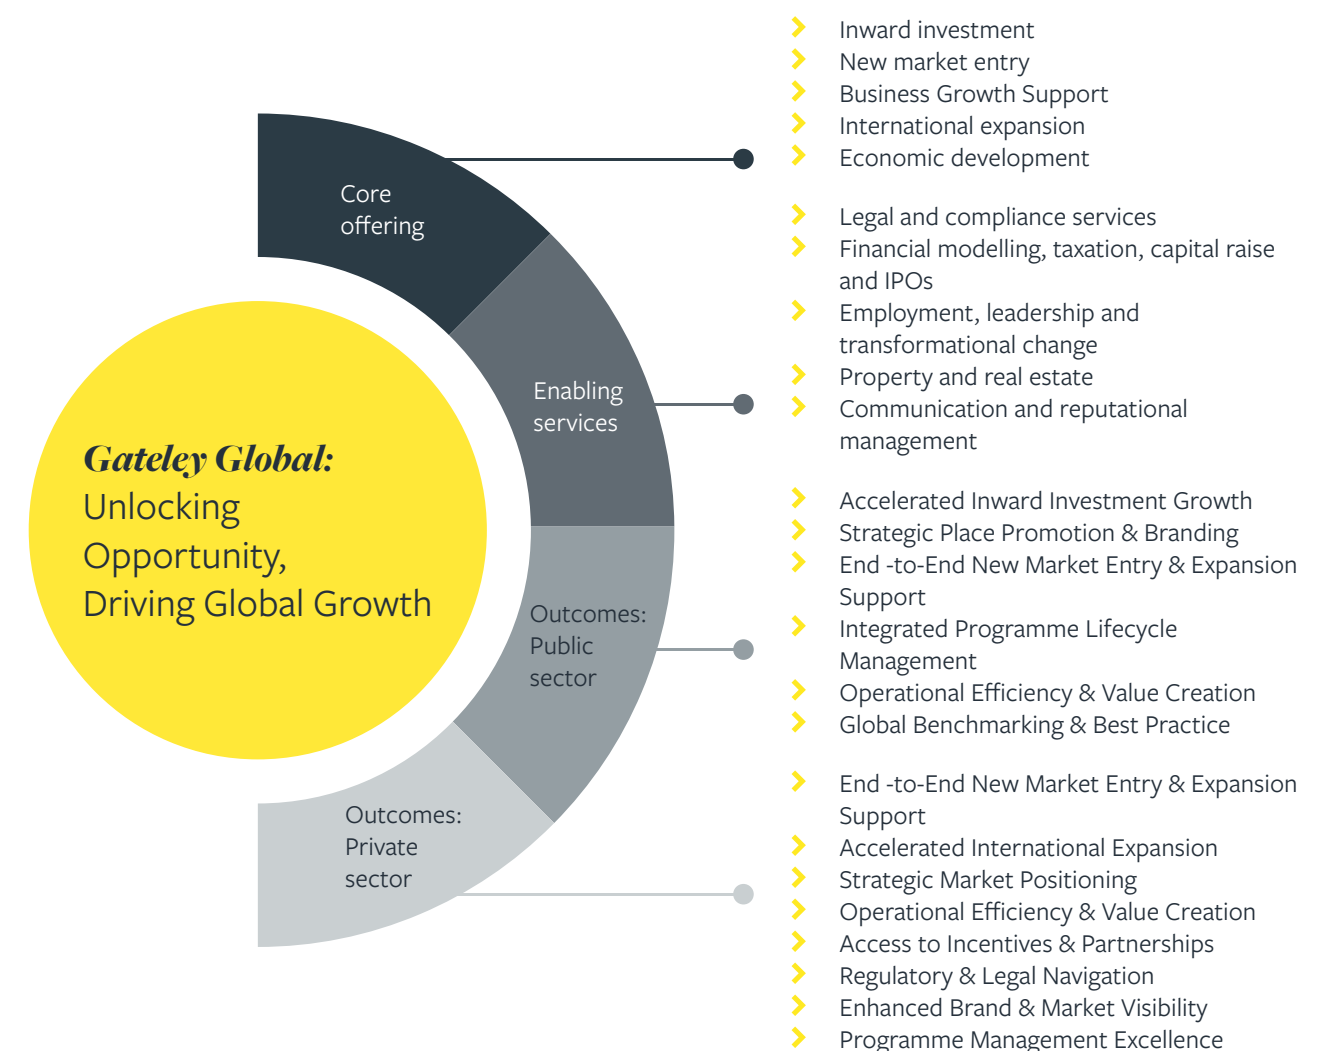 Inward investment
New market entry
Business Growth Support
International expansion
Economic development
Core
offering
Legal and compliance services
Financial modelling, taxation, capital raise
and IPOs
Employment, leadership and
transformational change
Property and real estate
Communication and reputational
management
Enabling
services
Gateley Global:
Unlocking
Opportunity,
Driving Global Growth
Accelerated Inward Investment Growth
Strategic Place Promotion & Branding
End -to-End New Market Entry & Expansion
Support
Integrated Programme Lifecycle
Management
Operational Efficiency & Value Creation
Global Benchmarking & Best Practice
Outcomes:
Public
sector
End -to-End New Market Entry & Expansion
Support
Accelerated International Expansion
Strategic Market Positioning
Operational Efficiency & Value Creation
Access to Incentives & Partnerships
Regulatory & Legal Navigation
Enhanced Brand & Market Visibility
Programme Management Excellence
Outcomes:
Private
sector